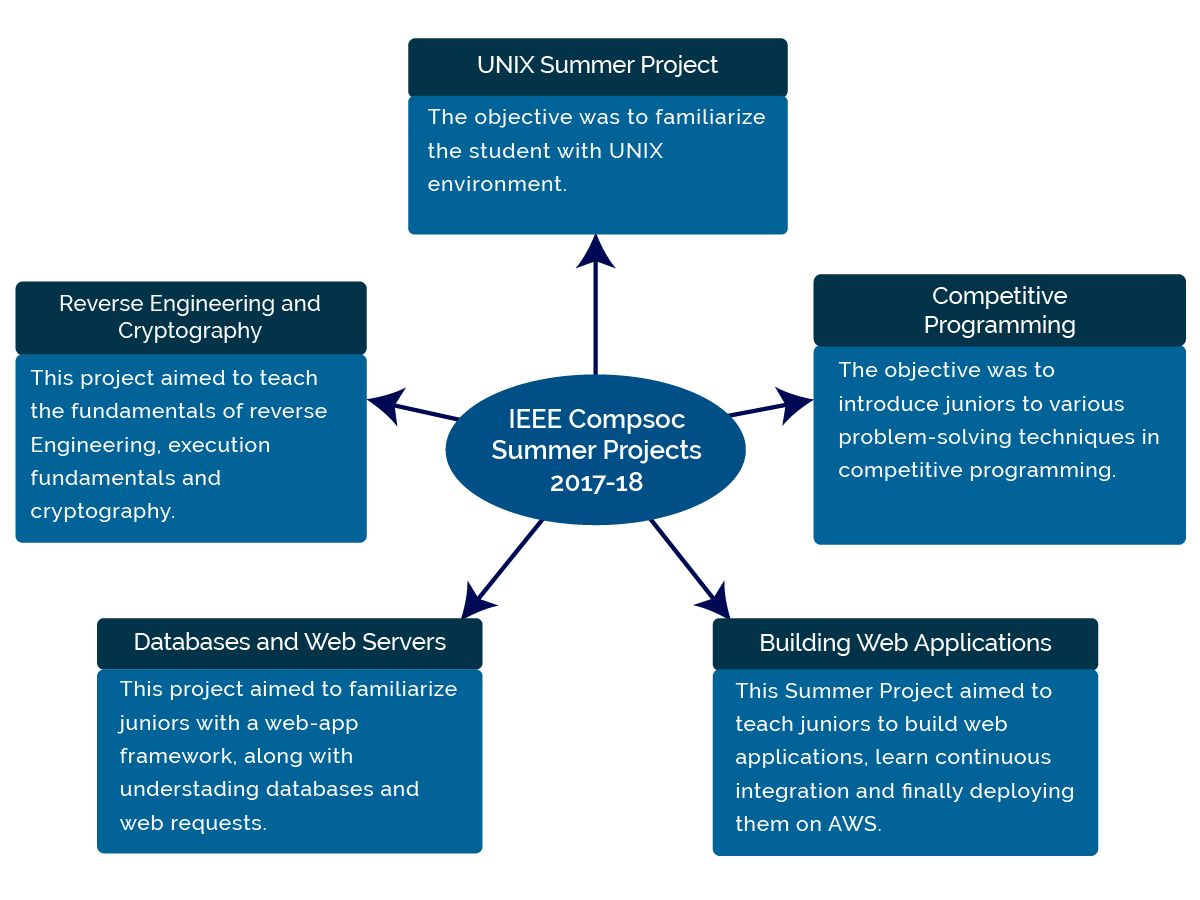 UNIX Summer Project
The objective was to familiarize
the student with UNIX
environment.
Reverse Engineering and
Cryptography
This project aimed to teach
the fundamentals of reverse
Engineering, execution
fundamentals and
cryptography.
Competitive
Programming
The objective was to
introduce juniors to various
problem-solving techniques in
competitive programming.
IEEE Compsoc
Summer Projects
2017-18
Databases and Web Servers
This project aimed to familiarize
juniors with a web-app
framework, along with
understading databases and
web requests.
Building Web Applications
This Summer Project aimed to
teach juniors to build web
applications, learn continuous
integration and finally deploying
them on AWS.